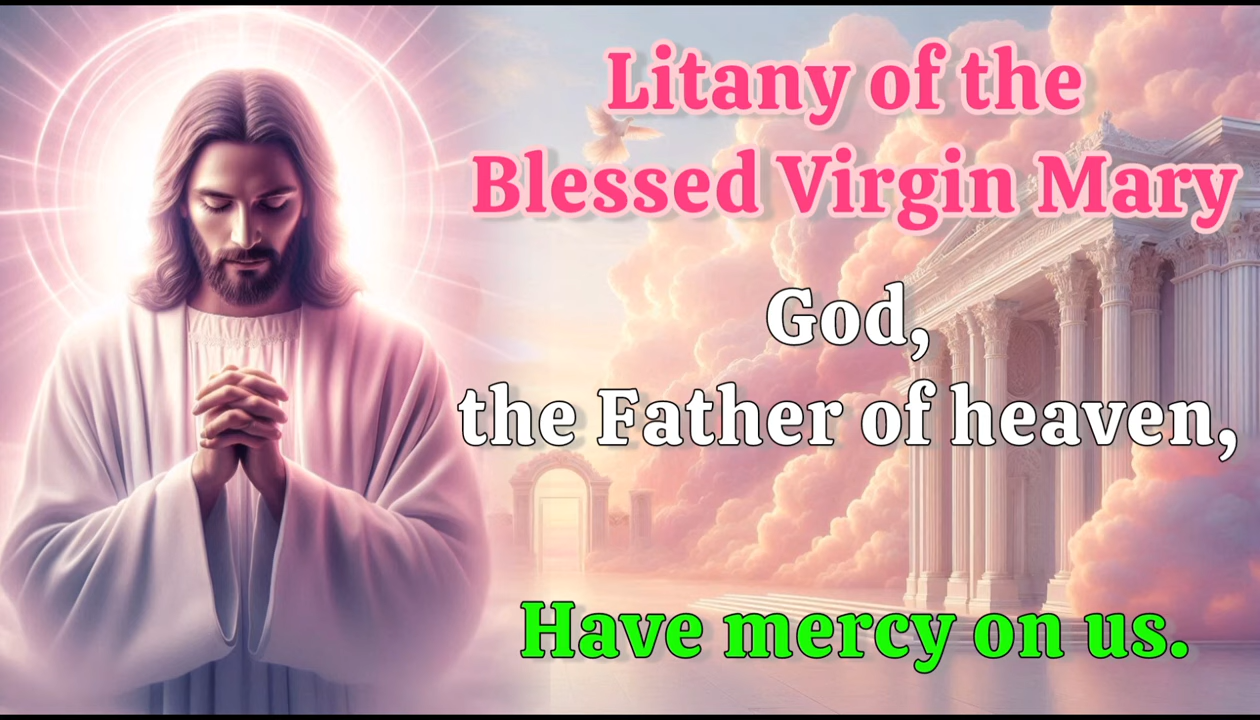 Litany of the
Blessed Virgin Mary
God,
the Father of heaven,
Have mercy on us.